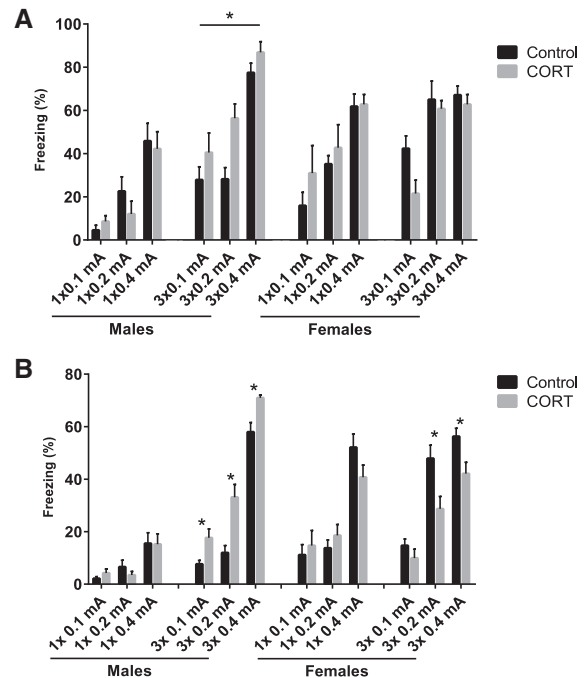 A
*
Control
CORT
Freezing (%)
100
80
60
40
20
0
1x0.1 mA
1x0.2 mA
1x0.4 mA
3x0.1 mA
3x0.2 mA
3x0.4 mA
1x0.1 mA
1x0.2 mA
1x0.4 mA
3x0.1 mA
3x0.2 mA
3x0.4 mA
Males
Females
B
Control
CORT
Freezing (%)
80
60
40
20
0
*
*
*
*
*
1x 0.1 mA
1x 0.2 mA
1x 0.4 mA
3x 0.1 mA
3x 0.2 mA
3x 0.4 mA
1x 0.1 mA
1x 0.2 mA
1x 0.4 mA
3x 0.1 mA
3x 0.2 mA
3x 0.4 mA
Males
Females